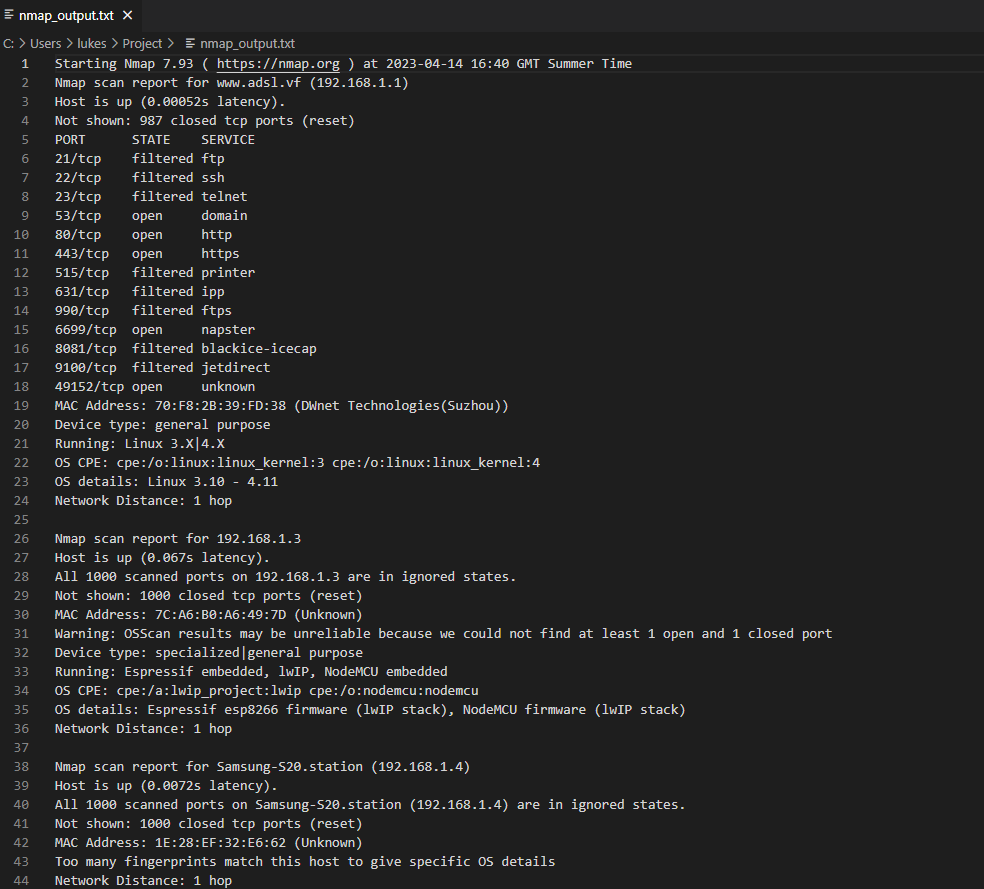 nmap_output.txt
C: > Users > lukes > Project > nmap_output.txt
1 Starting Nmap 7.93 ( https://nmap.org ) at 2023-04-14 16:40 GMT Summer Time
2 Nmap scan report for www.adsl.vf (192.168.1.1)
3 Host is up (0.00052s latency).
4 Not shown: 987 closed tcp ports (reset)
5 PORT STATE SERVICE
6 21/tcp filtered ftp
7 22/tcp filtered ssh
8 23/tcp filtered telnet
9 53/tcp open domain
10 80/tcp open http
11 443/tcp open https
12 515/tcp filtered printer
13 631/tcp filtered ipp
14 990/tcp filtered ftps
15 6699/tcp open napster
16 8081/tcp filtered blackice-icecap
17 9100/tcp filtered jetdirect
18 49152/tcp open unknown
19 MAC Address: 70:F8:2B:39:FD:38 (DWnet Technologies(Suzhou))
20 Device type: general purpose
21 Running: Linux 3.X|4.X
22 OS CPE: cpe:/o:linux:linux_kernel:3 cpe:/o:linux:linux_kernel:4
23 OS details: Linux 3.10 - 4.11
24 Network Distance: 1 hop
25
26 Nmap scan report for 192.168.1.3
27 Host is up (0.067s latency).
28 All 1000 scanned ports on 192.168.1.3 are in ignored states.
29 Not shown: 1000 closed tcp ports (reset)
30 MAC Address: 7C:A6:B0:A6:49:7D (Unknown)
31 Warning: OSScan results may be unreliable because we could not find at least 1 open and 1 closed port
32 Device type: specialized|general purpose
33 Running: Espressif embedded, lwIP, NodeMCU embedded
34 OS CPE: cpe:/a:lwip_project:lwip cpe:/o:nodemcu:nodemcu
35 OS details: Espressif esp8266 firmware (lwIP stack), NodeMCU firmware (lwIP stack)
36 Network Distance: 1 hop
37
38 Nmap scan report for Samsung-S20.station (192.168.1.4)
39 Host is up (0.0072s latency).
40 All 1000 scanned ports on Samsung-S20.station (192.168.1.4) are in ignored states.
41 Not shown: 1000 closed tcp ports (reset)
42 MAC Address: 1E:28:EF:32:E6:62 (Unknown)
43 Too many fingerprints match this host to give specific OS details
44 Network Distance: 1 hop